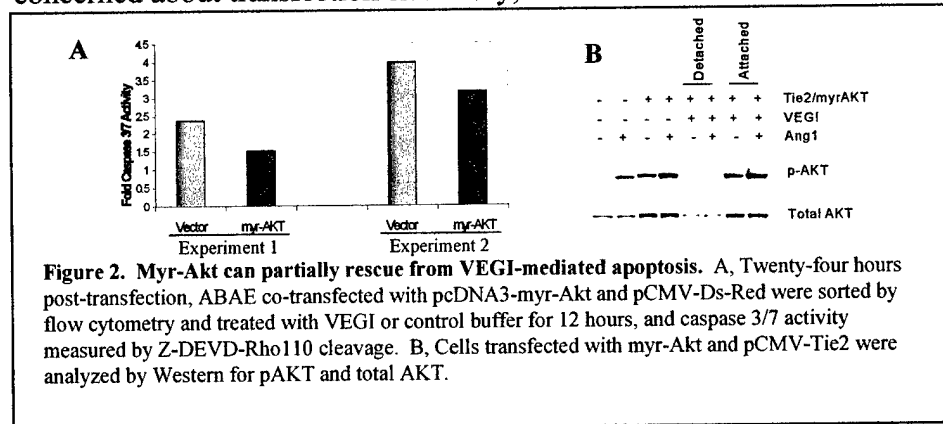 A
B
4.5
4
3.5
3
2.5
2
1.5
1
0.5
0
Fold Caspase 3/7 Activity
Vector myr-AKT Vector myr-AKT
Experiment 1 Experiment 2
Detached Attached
- - + + + + + + Tie2/myrAKT
- - - - + + + + VEGI
- + - + - + - + Ang1
p-AKT
Total AKT
Figure 2. Myr-Akt can partially rescue from VEGI-mediated apoptosis. A, Twenty-four hours
post-transfection, ABAE co-transfected with pcDNA3-myr-Akt and pCMV-Ds-Red were sorted by
flow cytometry and treated with VEGI or control buffer for 12 hours, and caspase 3/7 activity
measured by Z-DEVD-Rho110 cleavage. B, Cells transfected with myr-Akt and pCMV-Tie2 were
analyzed by Western for pAKT and total AKT.